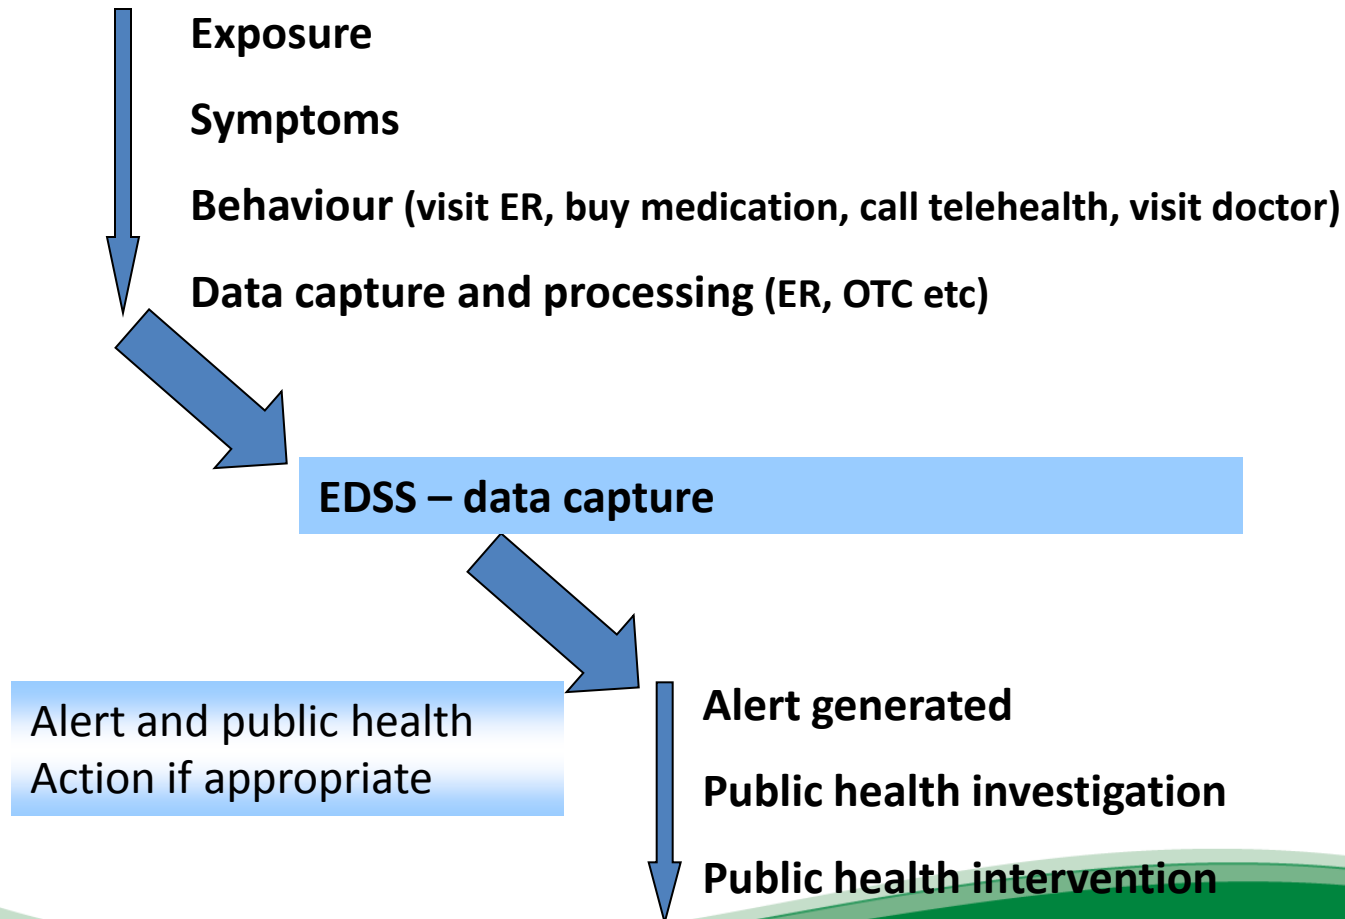 Exposure
Symptoms
Behaviour (visit ER, buy medication, call telehealth, visit doctor)
Data capture and processing (ER, OTC etc)
EDSS – data capture
Alert and public health
Action if appropriate
Alert generated
Public health investigation
Public health intervention